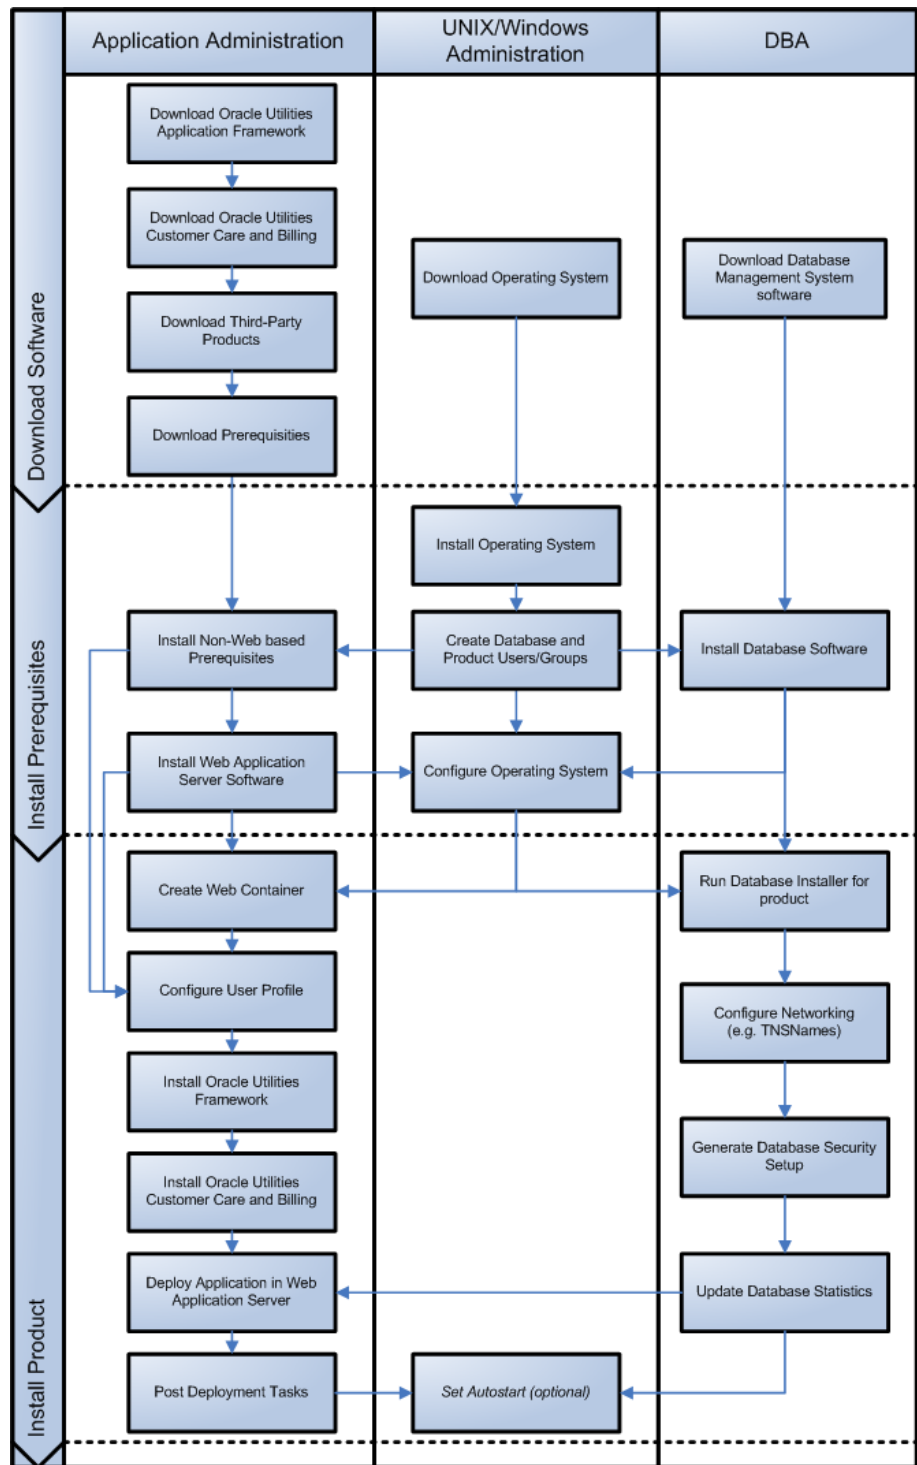 Application Administration
UNIX/Windows
Administration
DBA
Download Software
Download Oracle Utilities
Application Framework
Download Oracle Utilities
Customer Care and Billing
Download Operating System
Download Database
Management System
software
Download Third-Party
Products
Download Prerequisities
Install Prerequisites
Install Operating System
Install Non-Web based
Prerequisites
Create Database and
Product Users/Groups
Install Database Software
Install Web Application
Server Software
Configure Operating System
Install Product
Create Web Container
Run Database Installer for
product
Configure User Profile
Configure Networking
(e.g. TNSNames)
Install Oracle Utilities
Framework
Generate Database Security
Setup
Install Oracle Utilities
Customer Care and Billing
Deploy Application in Web
Application Server
Update Database Statistics
Post Deployment Tasks
Set Autostart (optional)